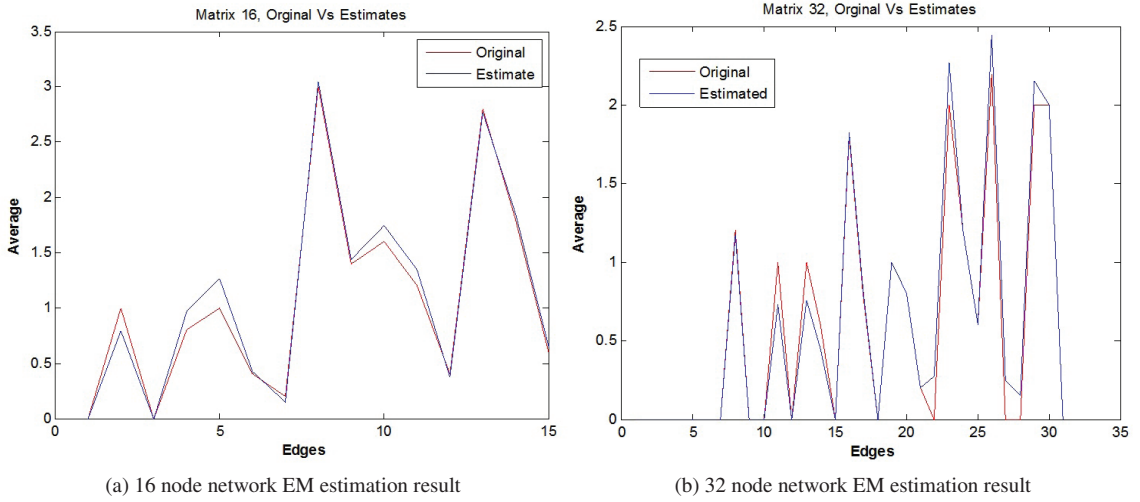 Matrix 16, Orginal Vs Estimates
3.5
3
2.5
2
1.5
1
0.5
0
Average
Original
Estimate
0
5
10
15
Edges
(a) 16 node network EM estimation result
Matrix 32, Orginal Vs Estimates
2.5
2
1.5
1
0.5
0
Average
Original
Estimated
0
5
10
15
20
25
30
35
Edges
(b) 32 node network EM estimation result